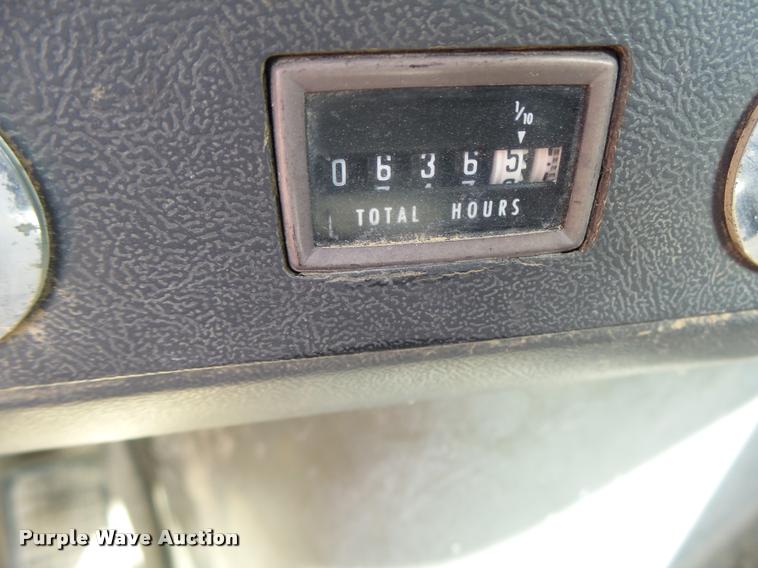 1/10
0 6 3 6 5
TOTAL HOURS
Purple Wave Auction